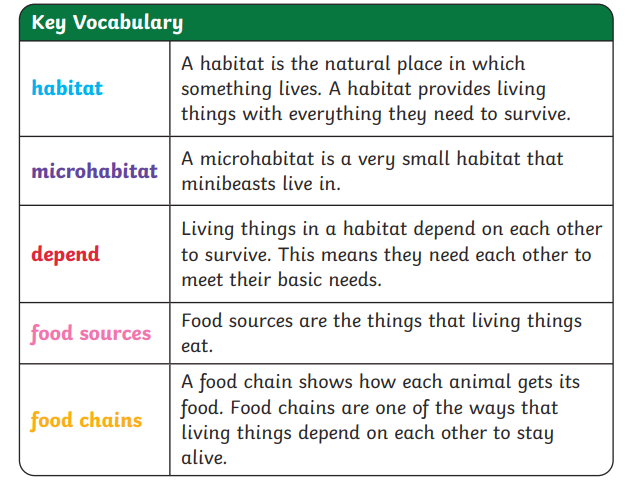 Key Vocabulary
habitat
A habitat is the natural place in which
something lives. A habitat provides living
things with everything they need to survive.
microhabitat
A microhabitat is a very small habitat that
minibeasts live in.
depend
Living things in a habitat depend on each other
to survive. This means they need each other to
meet their basic needs.
food sources
Food sources are the things that living things
eat.
food chains
A food chain shows how each animal gets its
food. Food chains are one of the ways that
living things depend on each other to stay
alive.